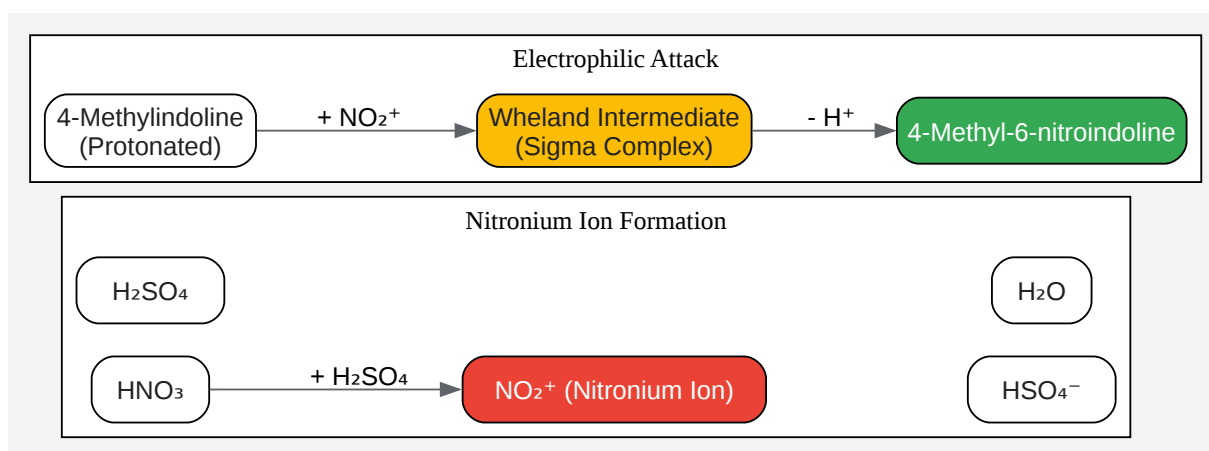 Electrophilic Attack
4-Methylindoline
(Protonated)
+ NO₂⁺
Wheland Intermediate
(Sigma Complex)
- H⁺
4-Methyl-6-nitroindoline
Nitronium Ion Formation
H₂SO₄
H₂O
HNO₃
+ H₂SO₄
NO₂⁺ (Nitronium Ion)
HSO₄⁻